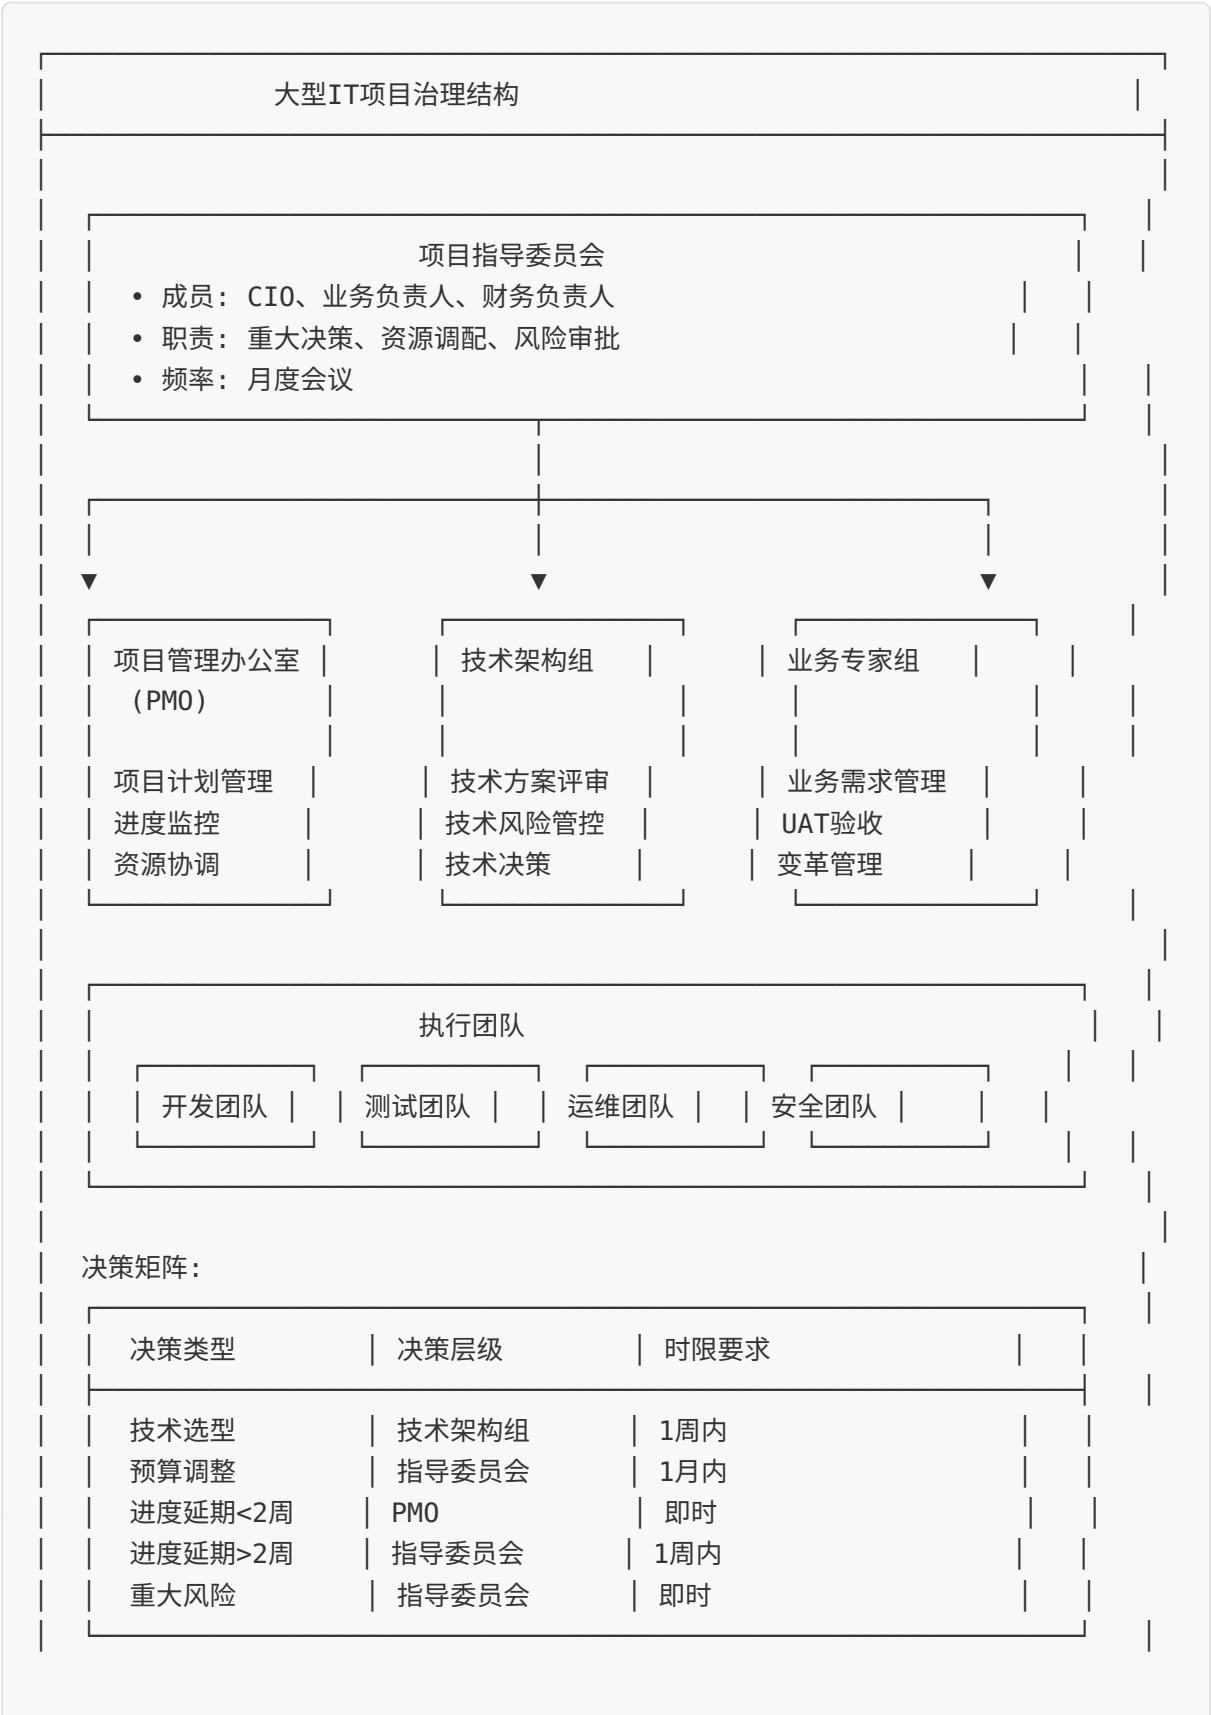 大型IT项目治理结构
项目指导委员会
• 成员: CIO、业务负责人、财务负责人
• 职责: 重大决策、资源调配、风险审批
• 频率: 月度会议
▼ ▼ ▼
项目管理办公室 技术架构组 业务专家组
(PMO)
项目计划管理 技术方案评审 业务需求管理
进度监控 技术风险管控 UAT验收
资源协调 技术决策 变革管理
执行团队
开发团队 测试团队 运维团队 安全团队
决策矩阵:
决策类型 决策层级 时限要求
技术选型 技术架构组 1周内
预算调整 指导委员会 1月内
进度延期<2周 PMO 即时
进度延期>2周 指导委员会 1周内
重大风险 指导委员会 即时